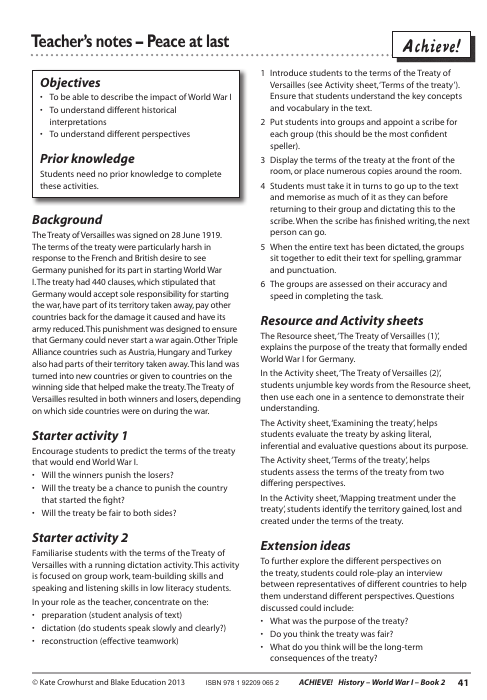 Teacher's notes – Peace at last
Achieve!
Objectives
• To be able to describe the impact of World War I
• To understand different historical
interpretations
• To understand different perspectives
Prior knowledge
Students need no prior knowledge to complete
these activities.
Background
The Treaty of Versailles was signed on 28 June 1919.
The terms of the treaty were particularly harsh in
response to the French and British desire to see
Germany punished for its part in starting World War
I.The treaty had 440 clauses, which stipulated that
Germany would accept sole responsibility for starting
the war, have part of its territory taken away, pay other
countries back for the damage it caused and have its
army reduced. This punishment was designed to ensure
that Germany could never start a war again. Other Triple
Alliance countries such as Austria, Hungary and Turkey
also had parts of their territory taken away. This land was
turned into new countries or given to countries on the
winning side that helped make the treaty. The Treaty of
Versailles resulted in both winners and losers, depending
on which side countries were on during the war.
Starter activity 1
Encourage students to predict the terms of the treaty
that would end World War I.
• Will the winners punish the losers?
• Will the treaty be a chance to punish the country
that started the fight?
• Will the treaty be fair to both sides?
Starter activity 2
Familiarise students with the terms of the Treaty of
Versailles with a running dictation activity. This activity
is focused on group work, team-building skills and
speaking and listening skills in low literacy students.
In your role as the teacher, concentrate on the:
• preparation (student analysis of text)
• dictation (do students speak slowly and clearly?)
• reconstruction (effective teamwork)
1 Introduce students to the terms of the Treaty of
Versailles (see Activity sheet, 'Terms of the treaty').
Ensure that students understand the key concepts
and vocabulary in the text.
2 Put students into groups and appoint a scribe for
each group (this should be the most confident
speller).
3 Display the terms of the treaty at the front of the
room, or place numerous copies around the room.
4 Students must take it in turns to go up to the text
and memorise as much of it as they can before
returning to their group and dictating this to the
scribe. When the scribe has finished writing, the next
person can go.
5 When the entire text has been dictated, the groups
sit together to edit their text for spelling, grammar
and punctuation.
6 The groups are assessed on their accuracy and
speed in completing the task.
Resource and Activity sheets
The Resource sheet, 'The Treaty of Versailles (1)',
explains the purpose of the treaty that formally ended
World War I for Germany.
In the Activity sheet, 'The Treaty of Versailles (2)',
students unjumble key words from the Resource sheet,
then use each one in a sentence to demonstrate their
understanding.
The Activity sheet, 'Examining the treaty', helps
students evaluate the treaty by asking literal,
inferential and evaluative questions about its purpose.
The Activity sheet, 'Terms of the treaty', helps
students assess the terms of the treaty from two
differing perspectives.
In the Activity sheet, 'Mapping treatment under the
treaty', students identify the territory gained, lost and
created under the terms of the treaty.
Extension ideas
To further explore the different perspectives on
the treaty, students could role-play an interview
between representatives of different countries to help
them understand different perspectives. Questions
discussed could include:
• What was the purpose of the treaty?
• Do you think the treaty was fair?
• What do you think will be the long-term
consequences of the treaty?
© Kate Crowhurst and Blake Education 2013 ISBN 978 1 92209 065 2 ACHIEVE! History – World War I – Book 2 41